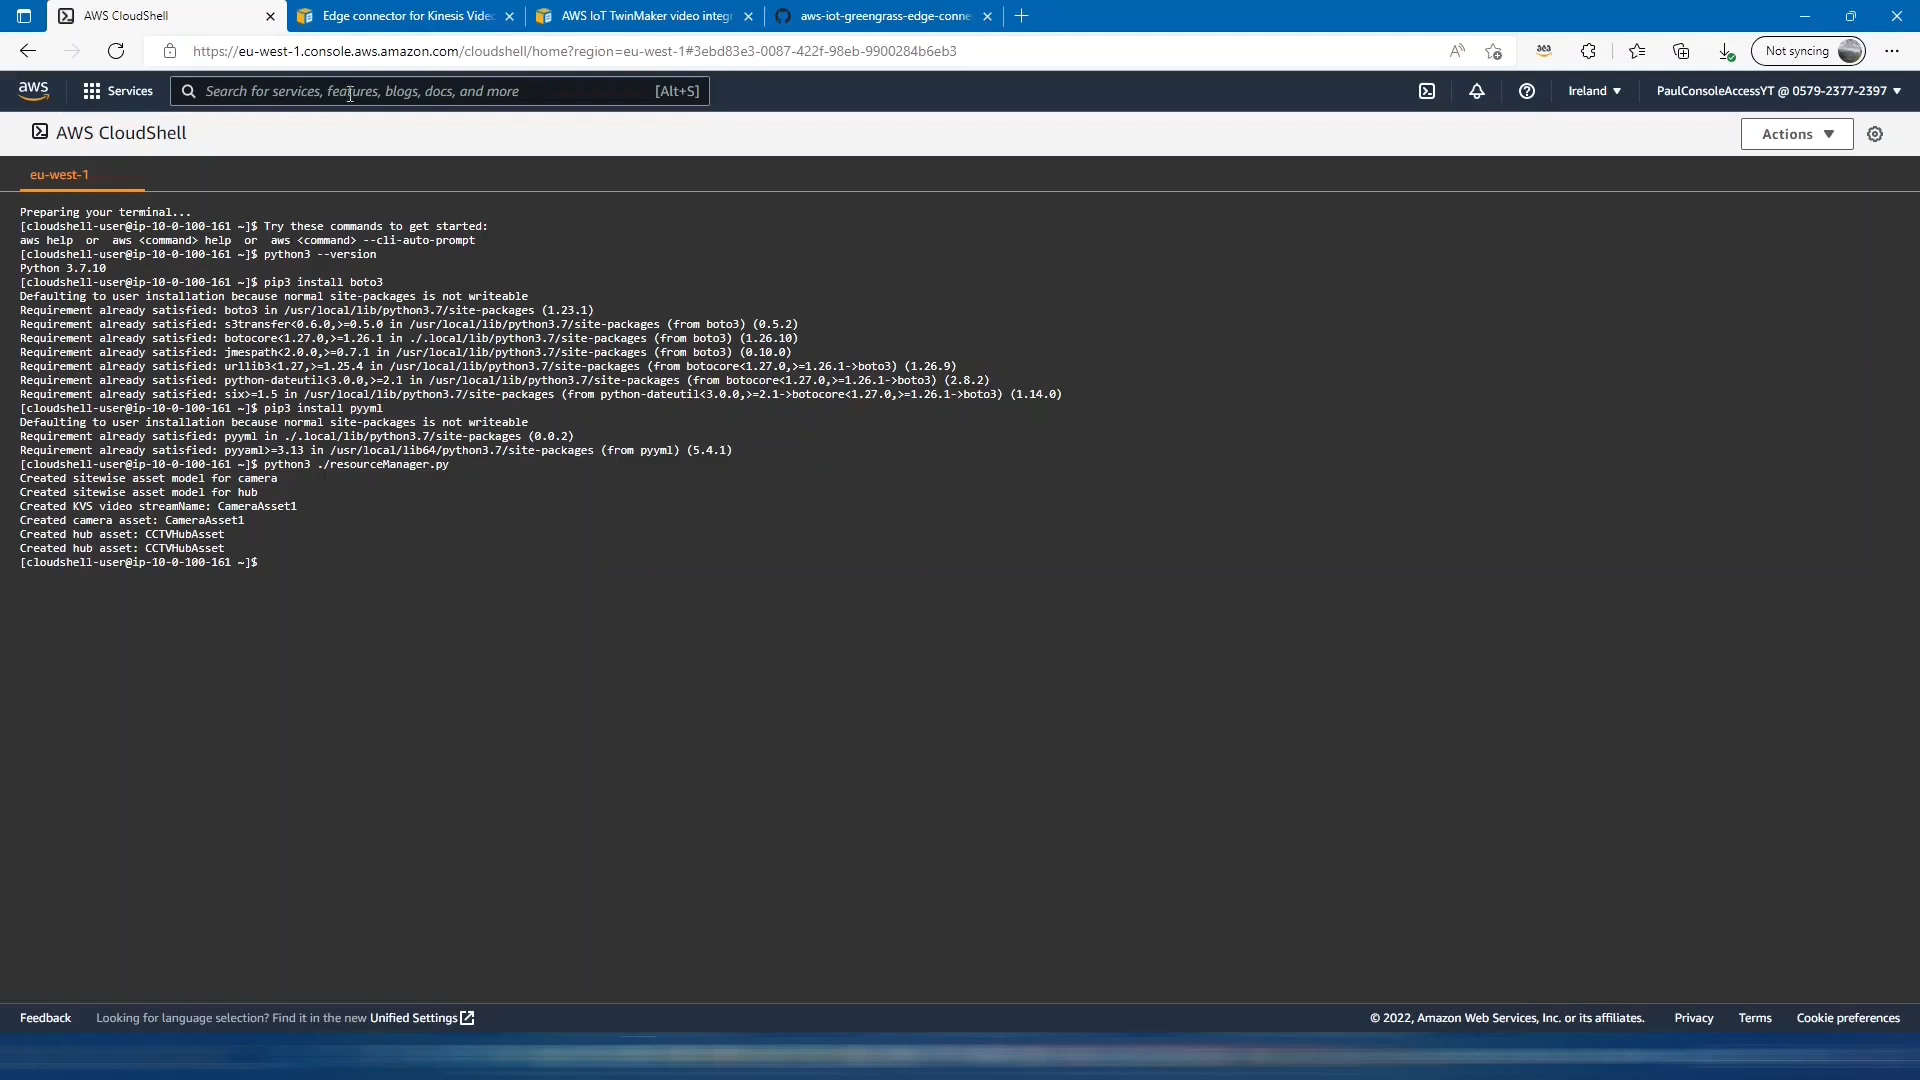 AWS CloudShell
Edge connector for Kinesis Video
AWS IoT TwinMaker video integr
aws-iot-greengrass-edge-conne
https://eu-west-1.console.aws.amazon.com/cloudshell/home?region=eu-west-1#3ebd83e3-0087-422f-98eb-9900284b6eb3
Not syncing
aws
Services
Search for services, features, blogs, docs, and more
[Alt+S]
Ireland
PaulConsoleAccessYT @ 0579-2377-2397
AWS CloudShell
Actions
eu-west-1
Preparing your terminal...
[cloudshell-user@ip-10-0-100-161 ~]$ Try these commands to get started:
aws help  or  aws <command> help  or  aws <command> --cli-auto-prompt
[cloudshell-user@ip-10-0-100-161 ~]$ python3 --version
Python 3.7.10
[cloudshell-user@ip-10-0-100-161 ~]$ pip3 install boto3
Defaulting to user installation because normal site-packages is not writeable
Requirement already satisfied: boto3 in /usr/local/lib/python3.7/site-packages (1.23.1)
Requirement already satisfied: s3transfer<0.6.0,>=0.5.0 in /usr/local/lib/python3.7/site-packages (from boto3) (0.5.2)
Requirement already satisfied: botocore<1.27.0,>=1.26.1 in ./.local/lib/python3.7/site-packages (from boto3) (1.26.10)
Requirement already satisfied: jmespath<2.0.0,>=0.7.1 in /usr/local/lib/python3.7/site-packages (from boto3) (0.10.0)
Requirement already satisfied: urllib3<1.27,>=1.25.4 in /usr/local/lib/python3.7/site-packages (from botocore<1.27.0,>=1.26.1->boto3) (1.26.9)
Requirement already satisfied: python-dateutil<3.0.0,>=2.1 in /usr/local/lib/python3.7/site-packages (from botocore<1.27.0,>=1.26.1->boto3) (2.8.2)
Requirement already satisfied: six>=1.5 in /usr/local/lib/python3.7/site-packages (from python-dateutil<3.0.0,>=2.1->botocore<1.27.0,>=1.26.1->boto3) (1.14.0)
[cloudshell-user@ip-10-0-100-161 ~]$ pip3 install pyyml
Defaulting to user installation because normal site-packages is not writeable
Requirement already satisfied: pyyml in ./.local/lib/python3.7/site-packages (0.0.2)
Requirement already satisfied: pyyaml>=3.13 in /usr/local/lib64/python3.7/site-packages (from pyyml) (5.4.1)
[cloudshell-user@ip-10-0-100-161 ~]$ python3 ./resourceManager.py
Created sitewise asset model for camera
Created sitewise asset model for hub
Created KVS video streamName: CameraAsset1
Created camera asset: CameraAsset1
Created hub asset: CCTVHubAsset
Created hub asset: CCTVHubAsset
[cloudshell-user@ip-10-0-100-161 ~]$
Feedback
Looking for language selection? Find it in the new Unified Settings
© 2022, Amazon Web Services, Inc. or its affiliates.
Privacy
Terms
Cookie preferences